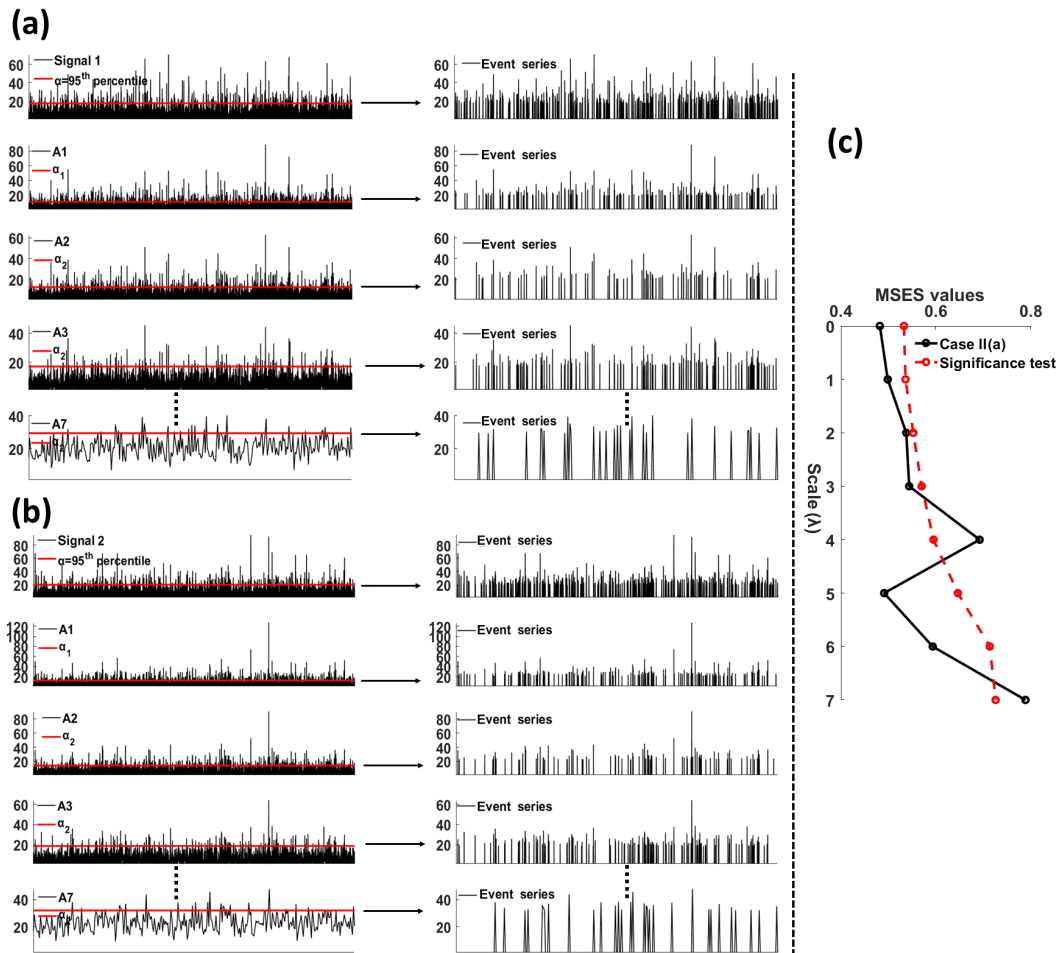 (a)
Signal 1
α=95th percentile
60
40
20
Event series
60
40
20
A1
α1
80
60
40
20
Event series
80
60
40
20
A2
α2
60
40
20
Event series
60
40
20
A3
α2
40
20
Event series
40
20
A7
40
20
Event series
40
20
(b)
Signal 2
α=95th percentile
80
60
40
20
Event series
80
60
40
20
A1
α1
120
100
80
60
40
20
Event series
120
100
80
60
40
20
A2
α2
80
60
40
20
Event series
80
60
40
20
A3
α2
60
40
20
Event series
60
40
20
A7
40
20
Event series
40
20
(c)
MSES values
0.4 0.6 0.8
Case II(a)
Significance test
Scale (λ)
0
1
2
3
4
5
6
7